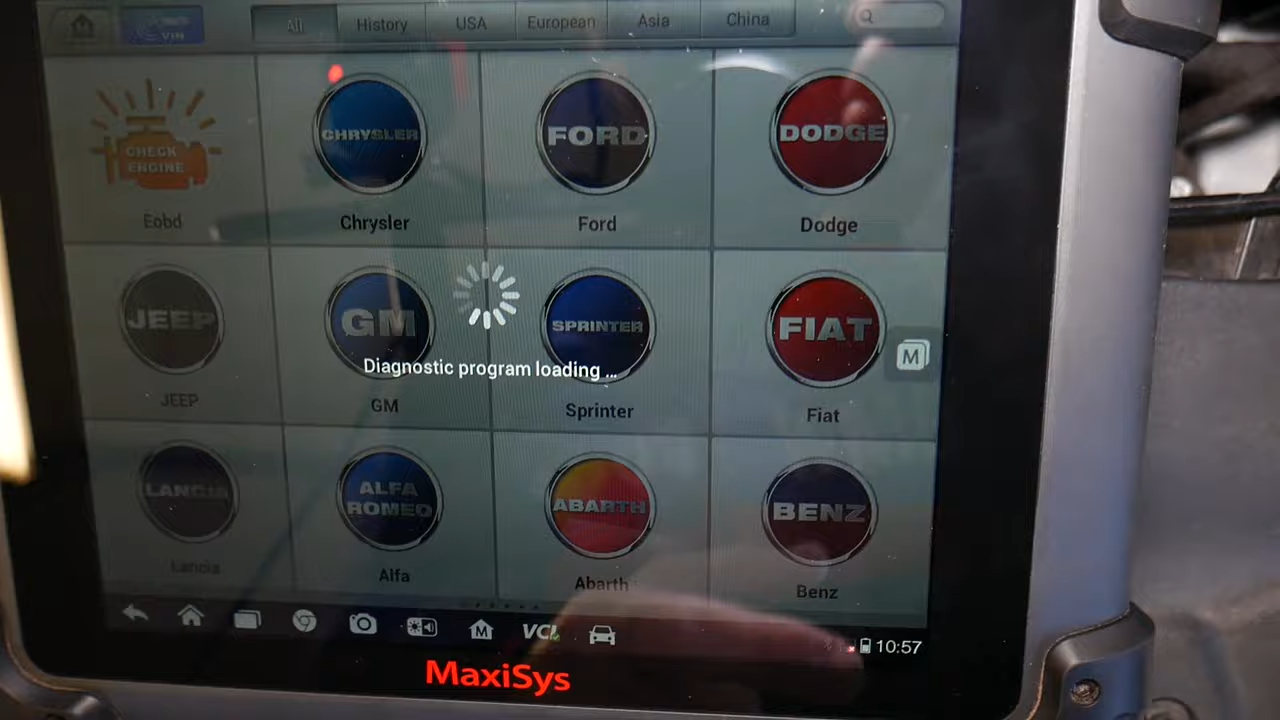 VIN
All History USA European Asia China
CHECK
ENGINE
CHRYSLER
FORD
DODGE
Eobd
Chrysler
Ford
Dodge
JEEP
GM
SPRINTER
FIAT
M
Diagnostic program loading ...
JEEP
GM
Sprinter
Fiat
LANCIA
ALFA
ROMEO
ABARTH
BENZ
Lancia
Alfa
Abarth
Benz
M
VCI
10:57
MaxiSys